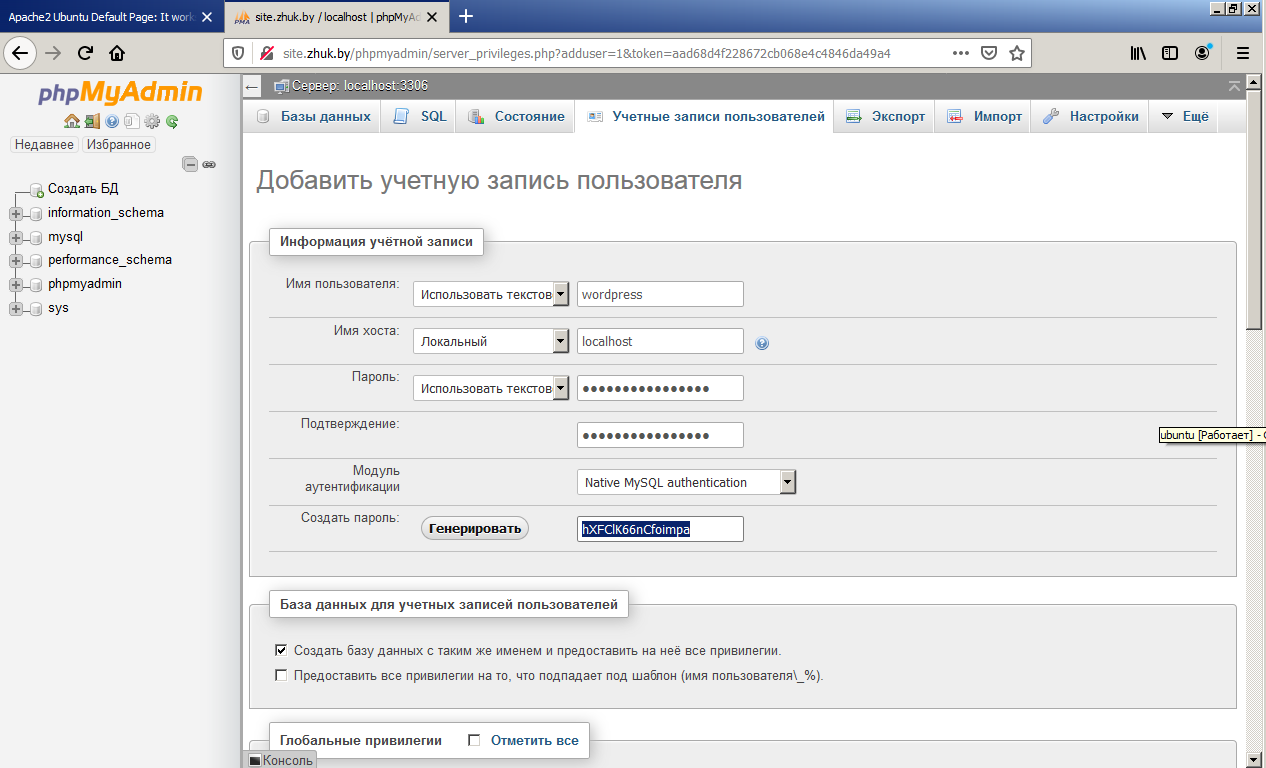 Apache2 Ubuntu Default Page: It work
site.zhuk.by / localhost | phpMyAd
site.zhuk.by/phpmyadmin/server_privileges.php?adduser=1&token=aad68d4f228672cb068e4c4846da49a4
phpMyAdmin
Недавнее Избранное
Создать БД
information_schema
mysql
performance_schema
phpmyadmin
sys
Сервер: localhost:3306
Базы данных SQL Состояние Учетные записи пользователей Экспорт Импорт Настройки Ещё
Добавить учетную запись пользователя
Информация учётной записи
Имя пользователя: Использовать текстов wordpress
Имя хоста: Локальный localhost
Пароль: Использовать текстов ●●●●●●●●●●●●●●●●
Подтверждение: ●●●●●●●●●●●●●●●●
Модуль
аутентификации Native MySQL authentication
Создать пароль: Генерировать hXFClK66nCfoimpa
ubuntu [Работает] - O
База данных для учетных записей пользователей
Создать базу данных с таким же именем и предоставить на неё все привилегии.
Предоставить все привилегии на то, что подпадает под шаблон (имя пользователя\_%).
Глобальные привилегии Отметить все
Консоль